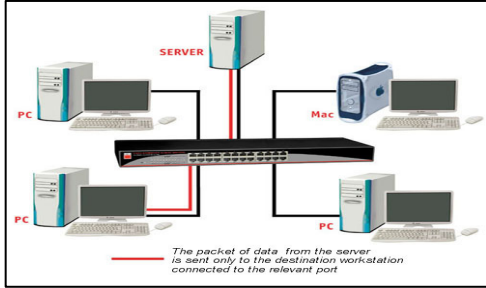 SERVER
PC
Mac
PC
PC
The packet of data from the server
is sent only to the destination workstation
connected to the relevant port